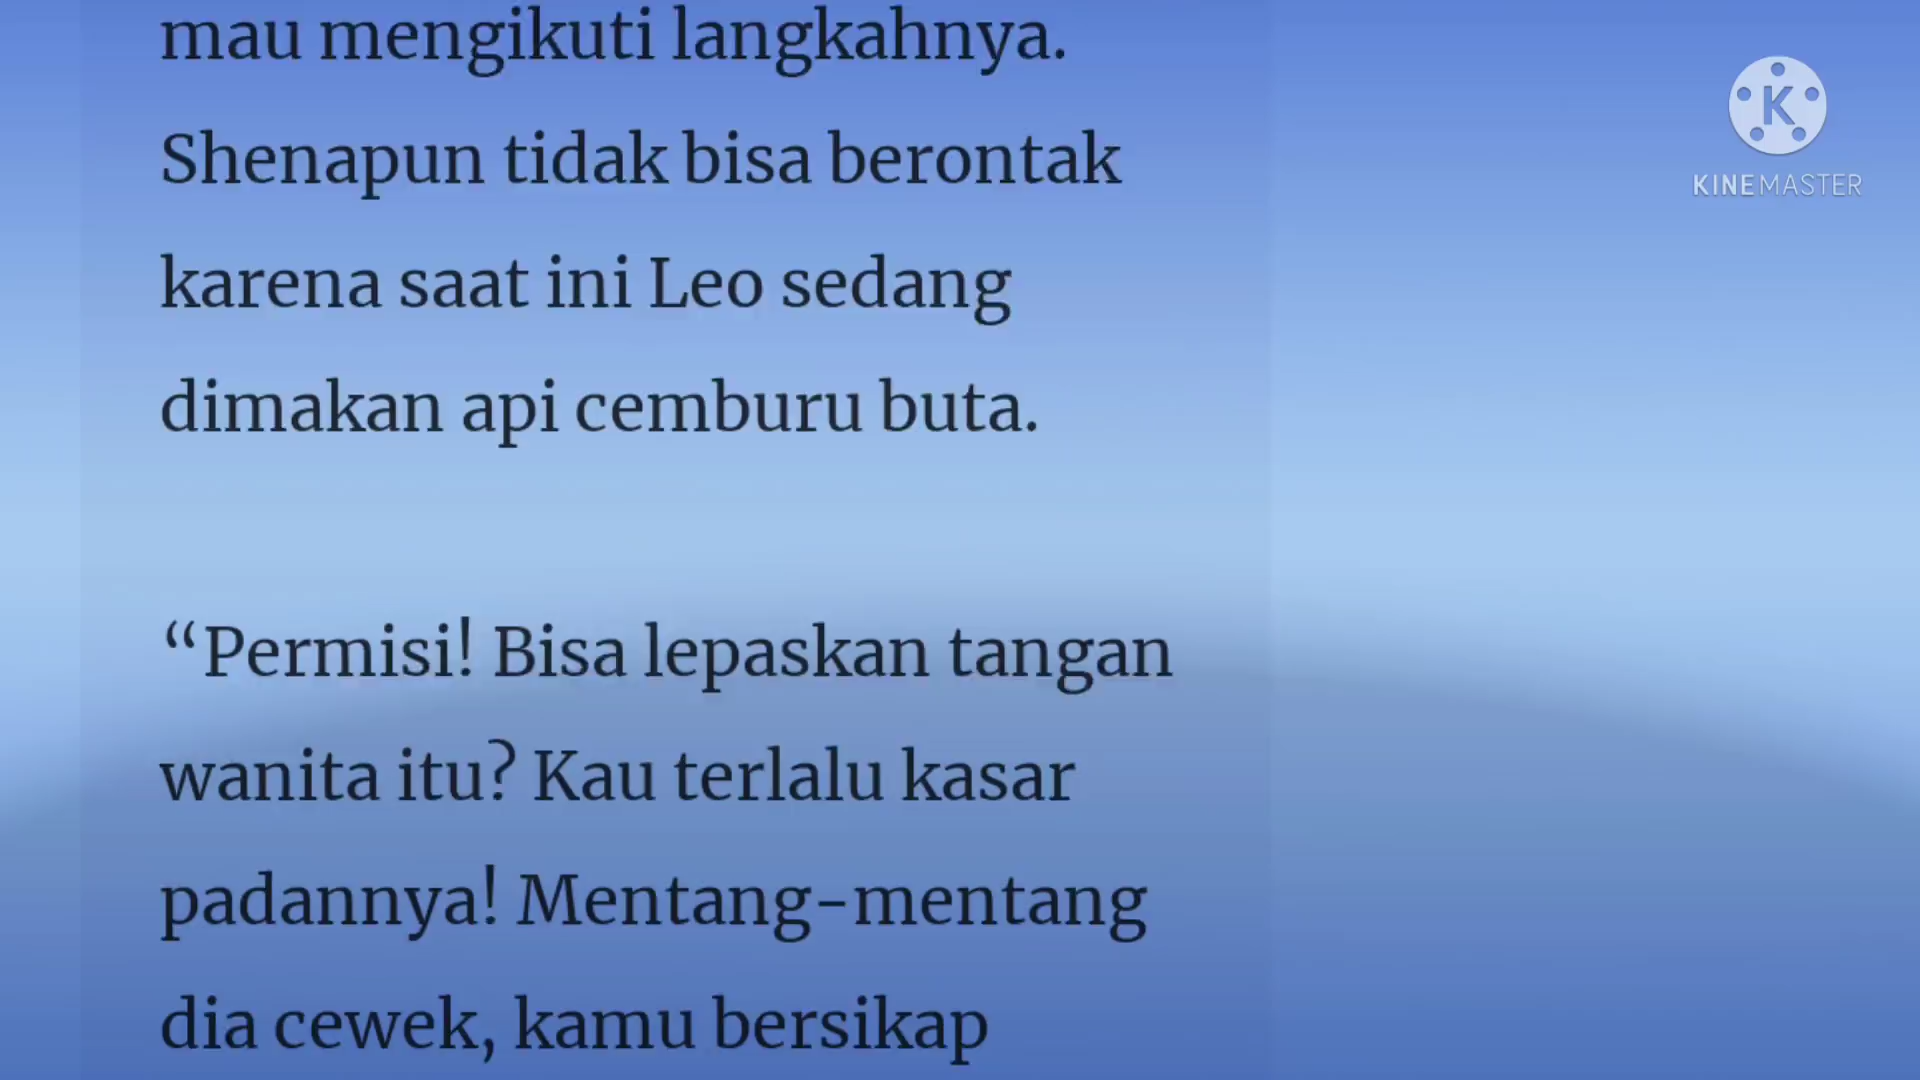 mau mengikuti langkahnya.
Shenapun tidak bisa berontak
karena saat ini Leo sedang
dimakan api cemburu buta.
“Permisi! Bisa lepaskan tangan
wanita itu? Kau terlalu kasar
padannya! Mentang-mentang
dia cewek, kamu bersikap
K
KINEMASTER